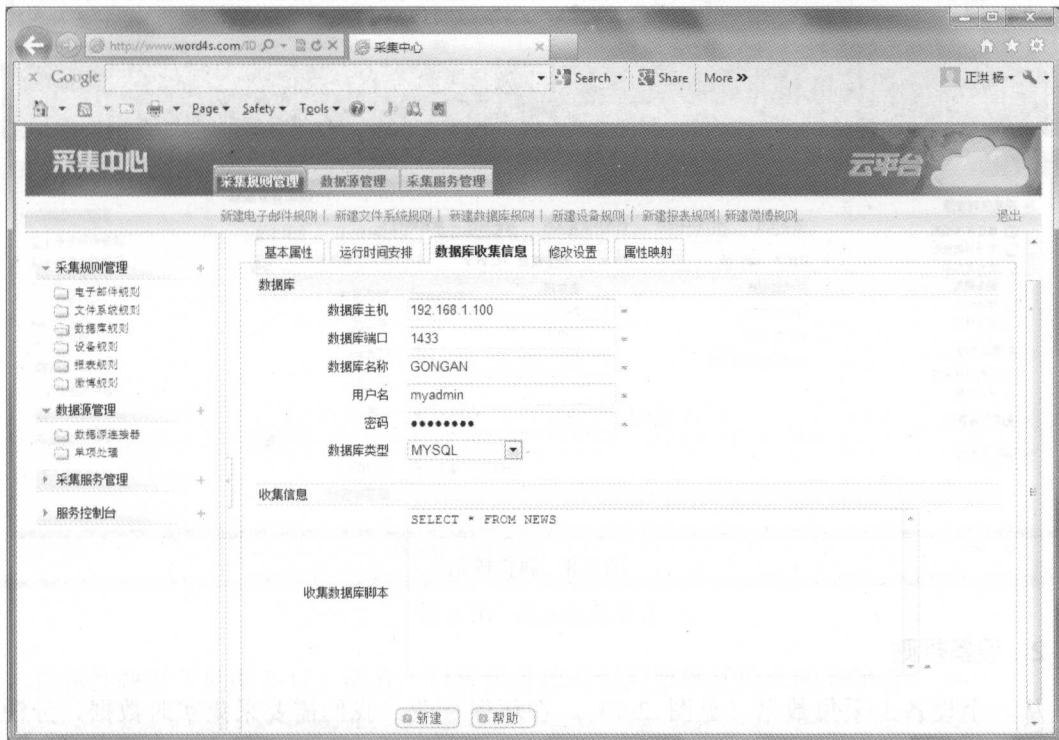 http://www.word4s.com/10
采集中心
Google
Search
Share
More »
正洪杨
Page
Safety
Tools
采集中心
云平台
采集规则管理
数据源管理
采集服务管理
新建电子邮件规则 | 新建文件系统规则 | 新建数据库规则 | 新建设备规则 | 新建报表规则 | 新建微博规则
退出
采集规则管理
电子邮件规则
文件系统规则
数据库规则
设备规则
报表规则
微博规则
数据源管理
数据源连接器
单项处理
采集服务管理
服务控制台
基本属性
运行时间安排
数据库收集信息
修改设置
属性映射
数据库
数据库主机 192.168.1.100
数据库端口 1433
数据库名称 GONGAN
用户名 myadmin
密码 ●●●●●●●●
数据库类型 MYSQL
收集信息
收集数据库脚本
SELECT * FROM NEWS
新建
帮助